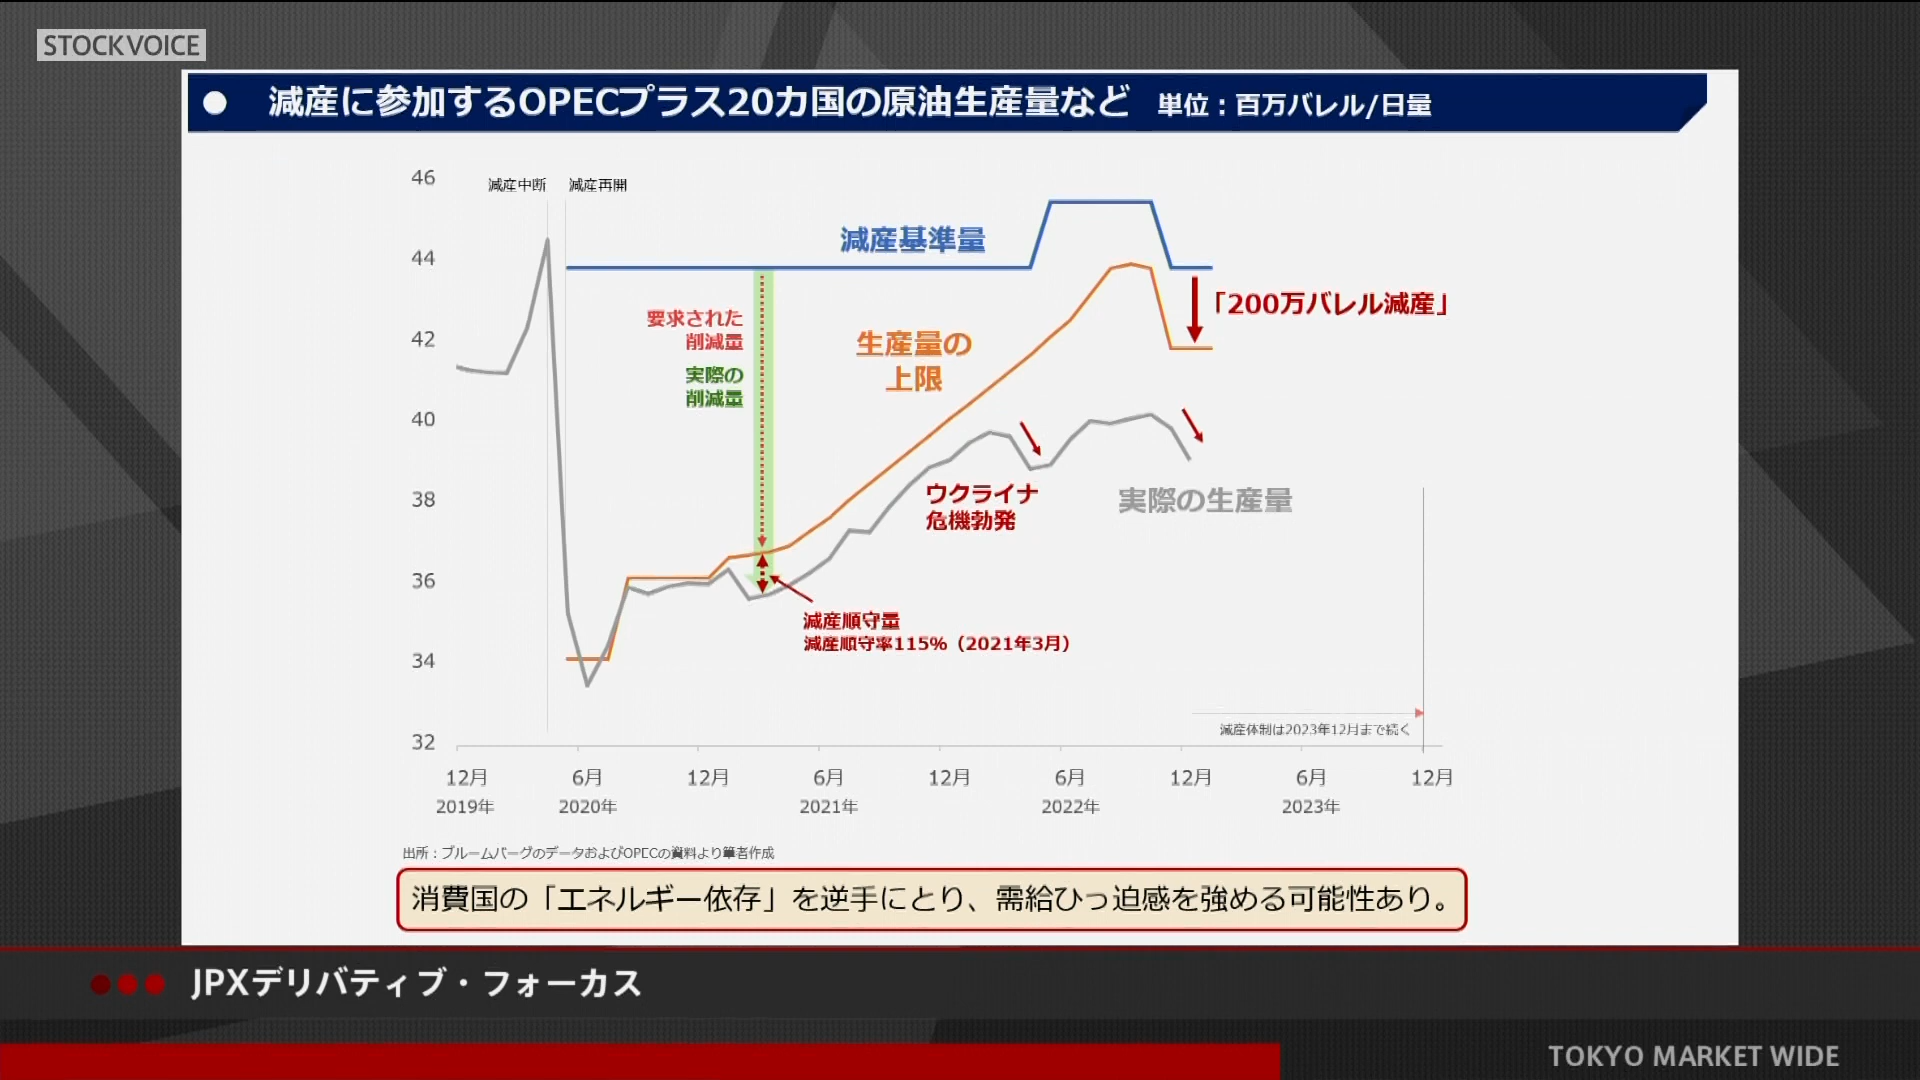 STOCKVOICE
減産に参加するOPECプラス20カ国の原油生産量など 単位：百万バレル/日量
46
44
42
40
38
36
34
32
減産中断
減産再開
減産基準量
要求された
削減量
実際の
削減量
生産量の
上限
「200万バレル減産」
ウクライナ
危機勃発
実際の生産量
減産順守量
減産順守率115%（2021年3月）
減産体制は2023年12月まで続く
12月 6月 12月 6月 12月 6月 12月 6月 12月
2019年 2020年 2021年 2022年 2023年
出所：ブルームバーグのデータおよびOPECの資料より筆者作成
消費国の「エネルギー依存」を逆手にとり、需給ひっ迫感を強める可能性あり。
JPXデリバティブ・フォーカス
TOKYO MARKET WIDE